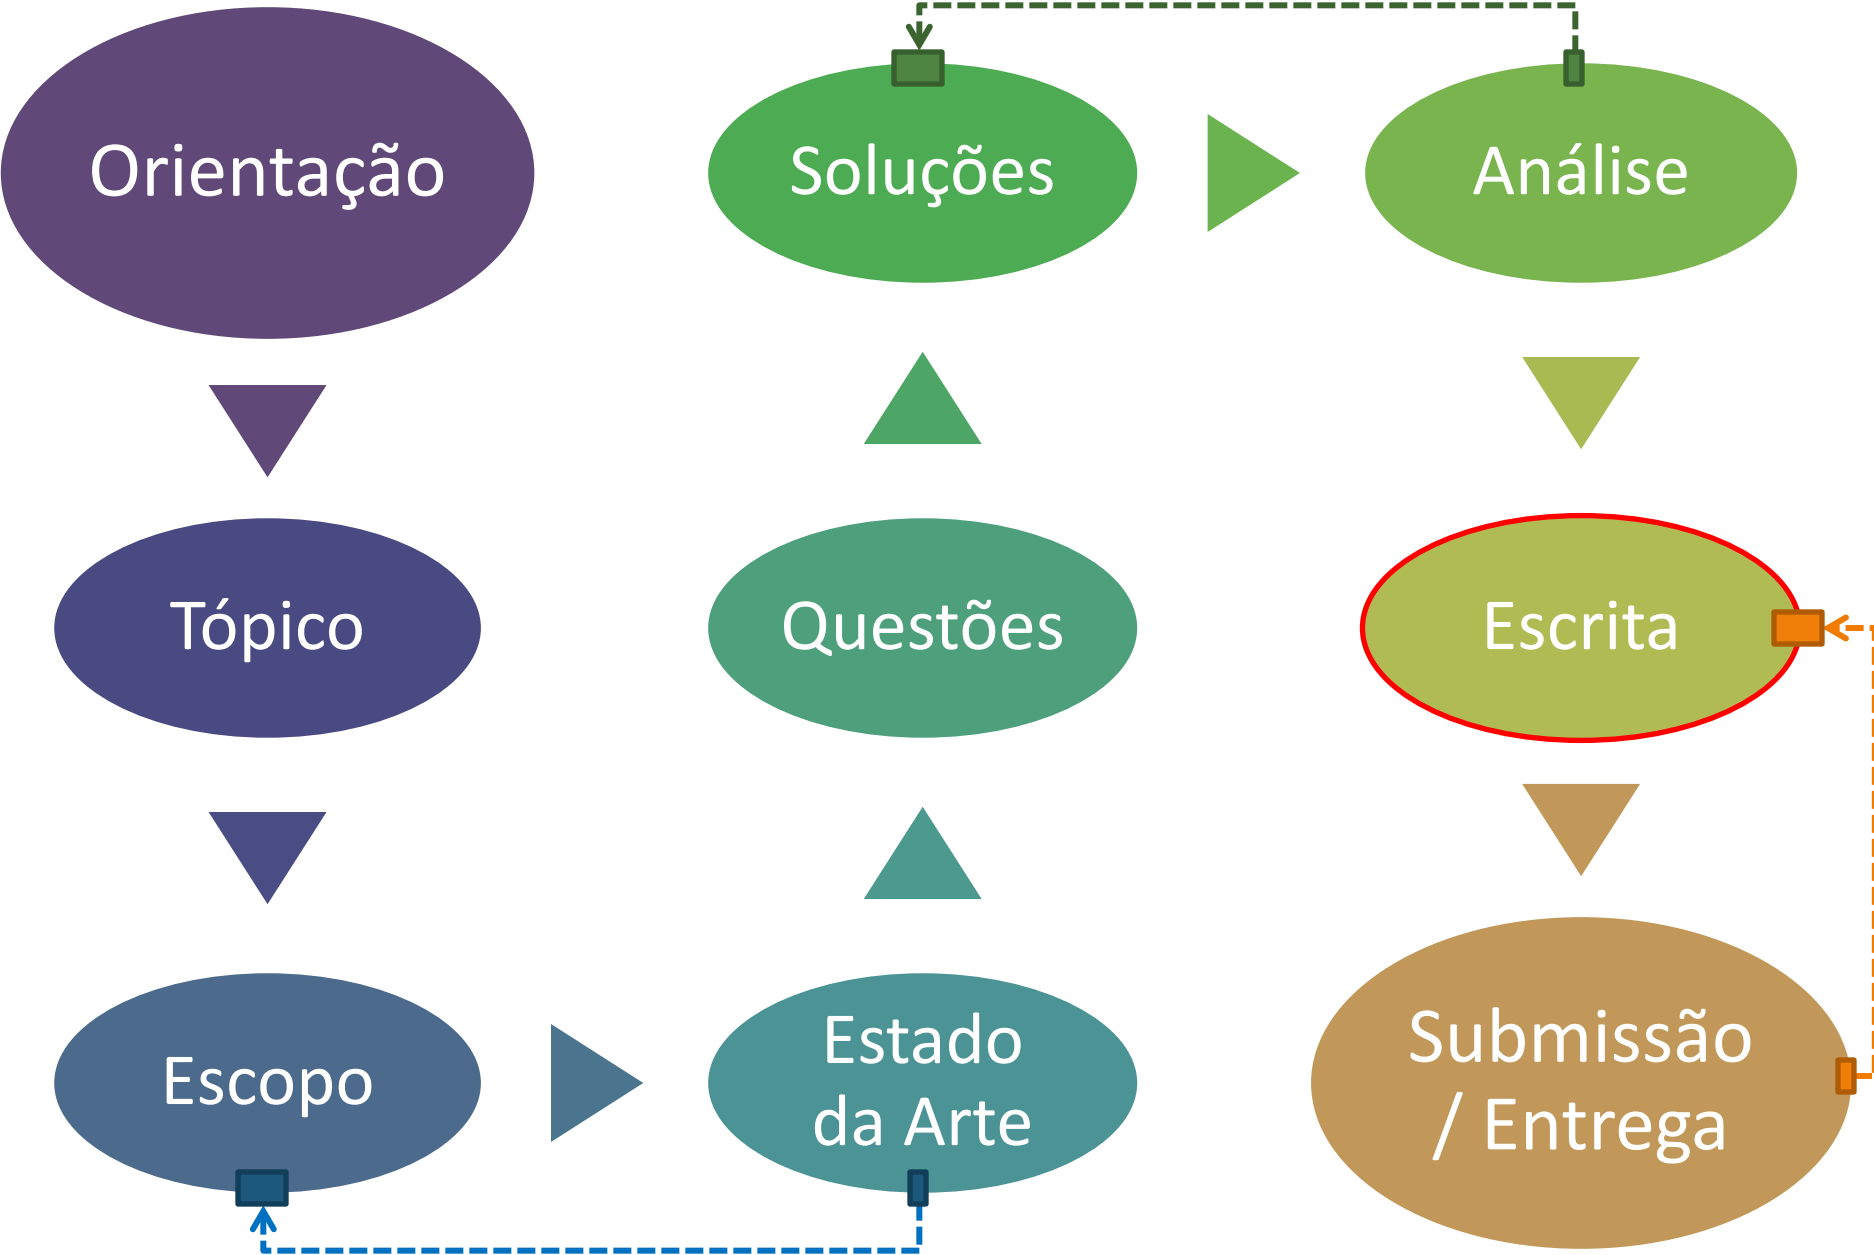 Orientação
Tópico
Escopo
Estado
da Arte
Questões
Soluções
Análise
Escrita
Submissão
/ Entrega